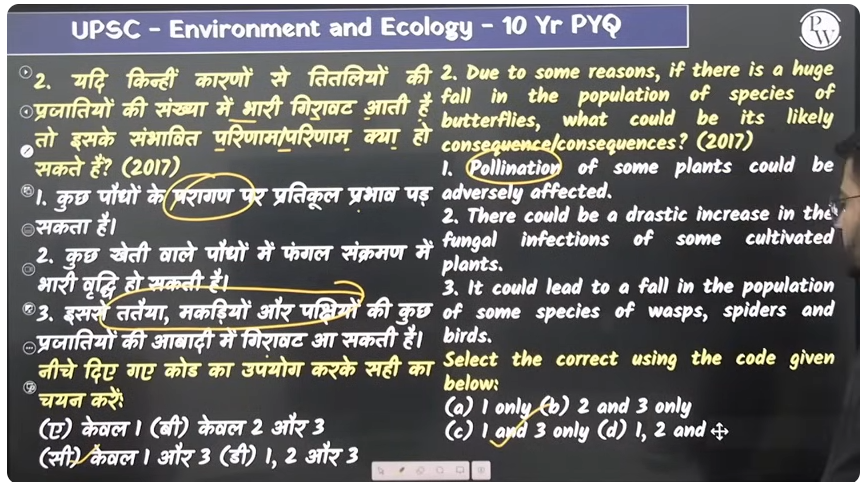 UPSC - Environment and Ecology - 10 Yr PYQ
PW
2. यदि किन्हीं कारणों से तितलियों की
प्रजातियों की संख्या में भारी गिरावट आती है
तो इसके संभावित परिणाम/परिणाम क्या हो
सकते हैं? (2017)
1. कुछ पौधों के परागण पर प्रतिकूल प्रभाव पड़
सकता है।
2. कुछ खेती वाले पौधों में फंगल संक्रमण में
भारी वृद्धि हो सकती है।
3. इससे ततैया, मकड़ियों और पक्षियों की कुछ
प्रजातियों की आबादी में गिरावट आ सकती है।
नीचे दिए गए कोड का उपयोग करके सही का
चयन करें:
(ए) केवल 1 (बी) केवल 2 और 3
(सी) केवल 1 और 3 (डी) 1, 2 और 3
2. Due to some reasons, if there is a huge
fall in the population of species of
butterflies, what could be its likely
consequence/consequences? (2017)
1. Pollination of some plants could be
adversely affected.
2. There could be a drastic increase in the
fungal infections of some cultivated
plants.
3. It could lead to a fall in the population
of some species of wasps, spiders and
birds.
Select the correct using the code given
below:
(a) 1 only (b) 2 and 3 only
(c) 1 and 3 only (d) 1, 2 and